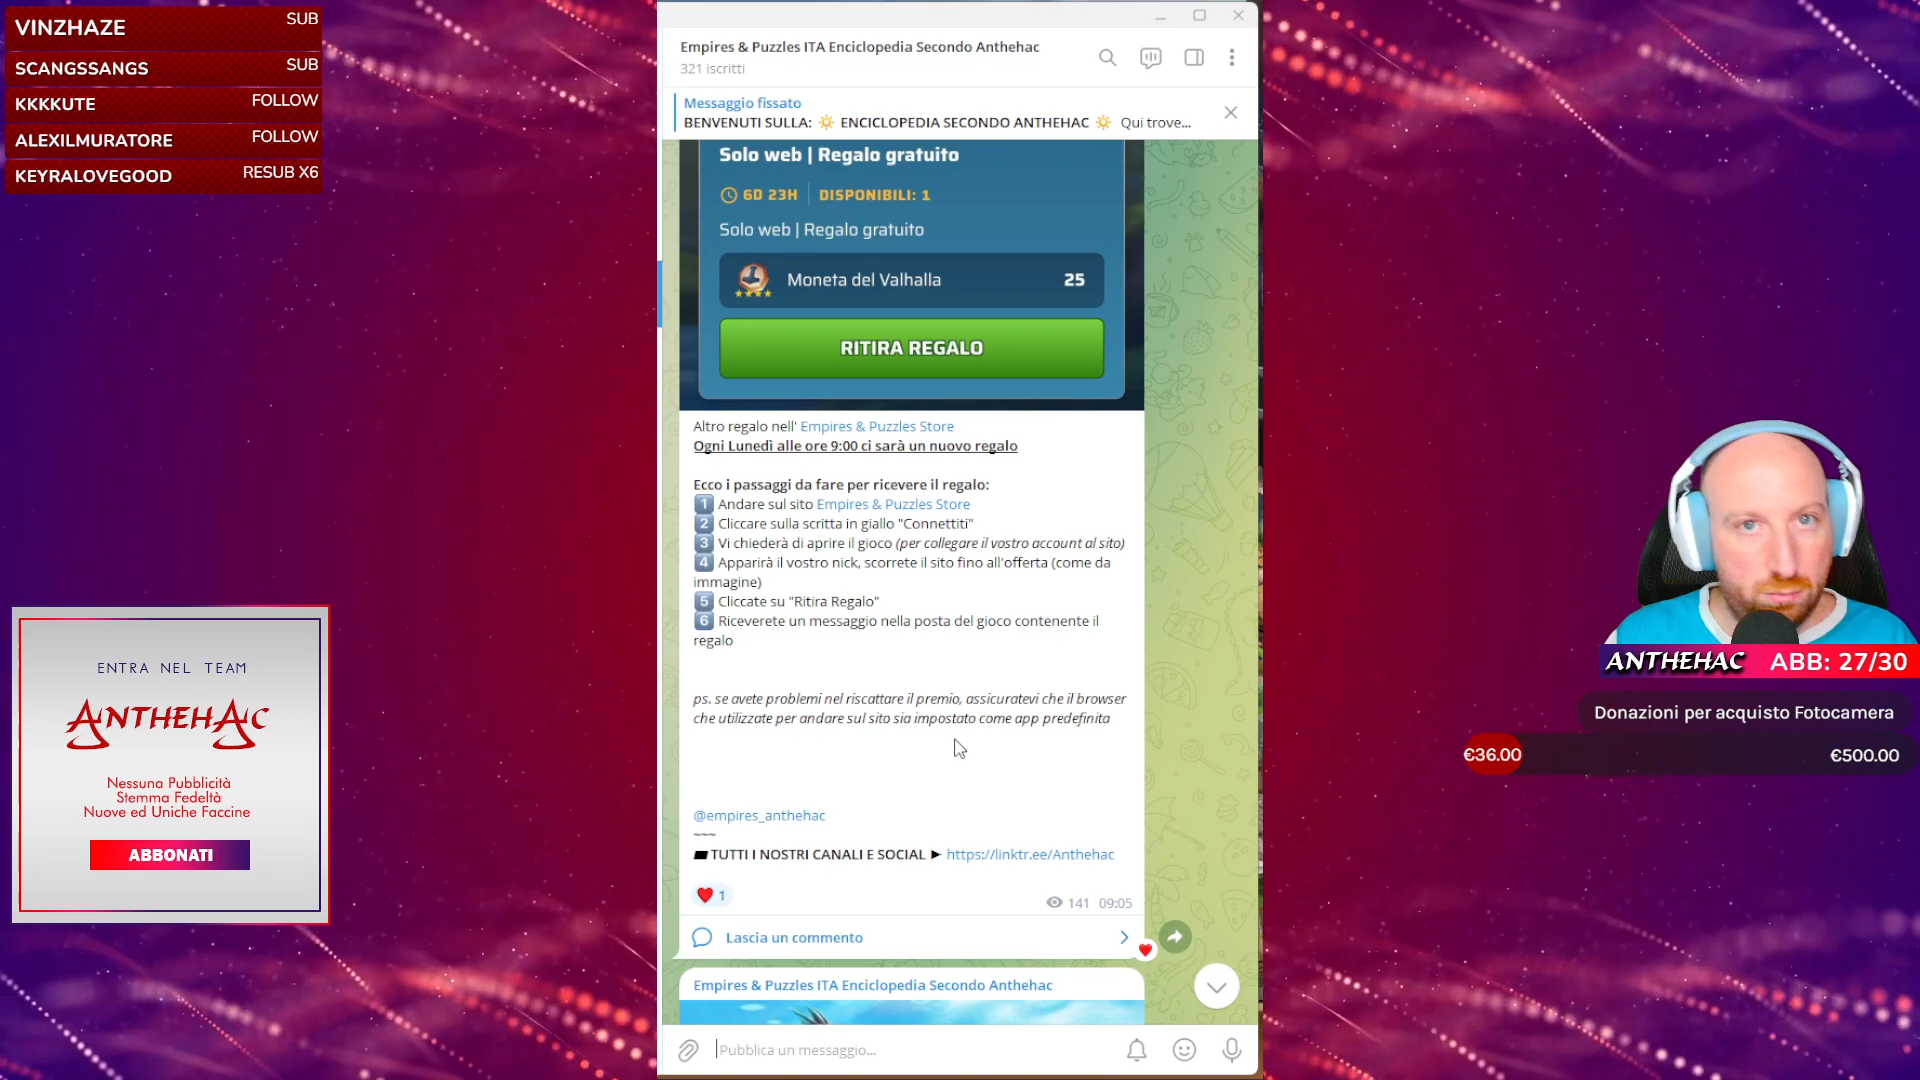 VINZHAZE SUB
SCANGSSANGS SUB
KKKKUTE FOLLOW
ALEXILMURATORE FOLLOW
KEYRALOVEGOOD RESUB X6
ENTRA NEL TEAM
ANTHEHAC
Nessuna Pubblicità
Stemma Fedeltà
Nuove ed Uniche Faccine
ABBONATI
Empires & Puzzles ITA Enciclopedia Secondo Anthehac
321 iscritti
Messaggio fissato
BENVENUTI SULLA: ☀️ ENCICLOPEDIA SECONDO ANTHEHAC ☀️ Qui trove...
Solo web | Regalo gratuito
6D 23H DISPONIBILI: 1
Solo web | Regalo gratuito
Moneta del Valhalla 25
RITIRA REGALO
Altro regalo nell' Empires & Puzzles Store
Ogni Lunedì alle ore 9:00 ci sarà un nuovo regalo
Ecco i passaggi da fare per ricevere il regalo:
1 Andare sul sito Empires & Puzzles Store
2 Cliccare sulla scritta in giallo "Connettiti"
3 Vi chiederà di aprire il gioco (per collegare il vostro account al sito)
4 Apparirà il vostro nick, scorrete il sito fino all'offerta (come da
immagine)
5 Cliccate su "Ritira Regalo"
6 Riceverete un messaggio nella posta del gioco contenente il
regalo
ps. se avete problemi nel riscattare il premio, assicuratevi che il browser
che utilizzate per andare sul sito sia impostato come app predefinita
@empires_anthehac
~~~
TUTTI I NOSTRI CANALI E SOCIAL ► https://linktr.ee/Anthehac
❤️ 1
141 09:05
Lascia un commento
Empires & Puzzles ITA Enciclopedia Secondo Anthehac
Pubblica un messaggio...
ANTHEHAC ABB: 27/30
Donazioni per acquisto Fotocamera
€36.00 €500.00